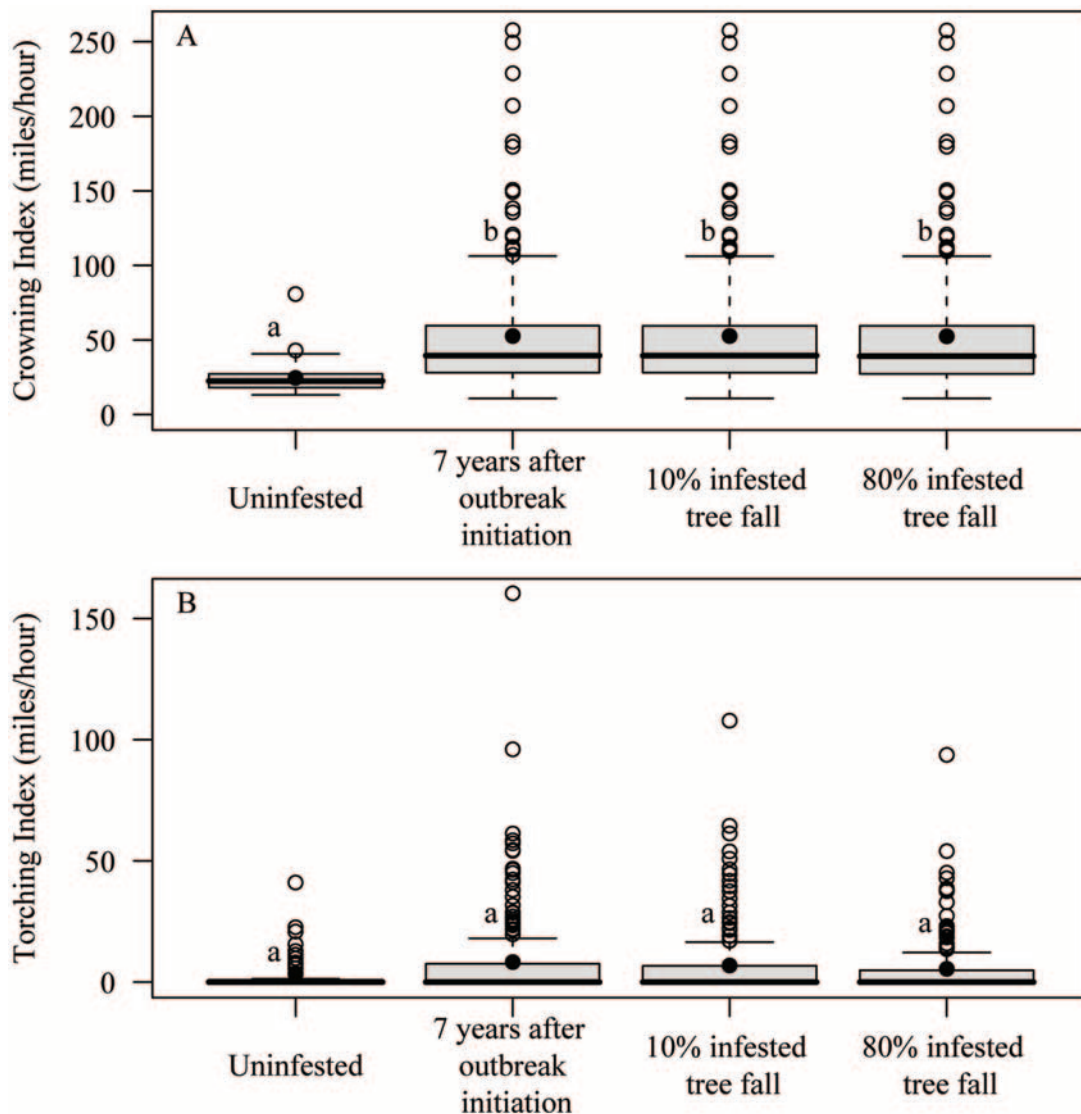 A
Crowning Index (miles/hour)
250
200
150
100
50
0
a
b
b
b
Uninfested
7 years after
outbreak
initiation
10% infested
tree fall
80% infested
tree fall
B
Torching Index (miles/hour)
150
100
50
0
a
a
a
a
Uninfested
7 years after
outbreak
initiation
10% infested
tree fall
80% infested
tree fall